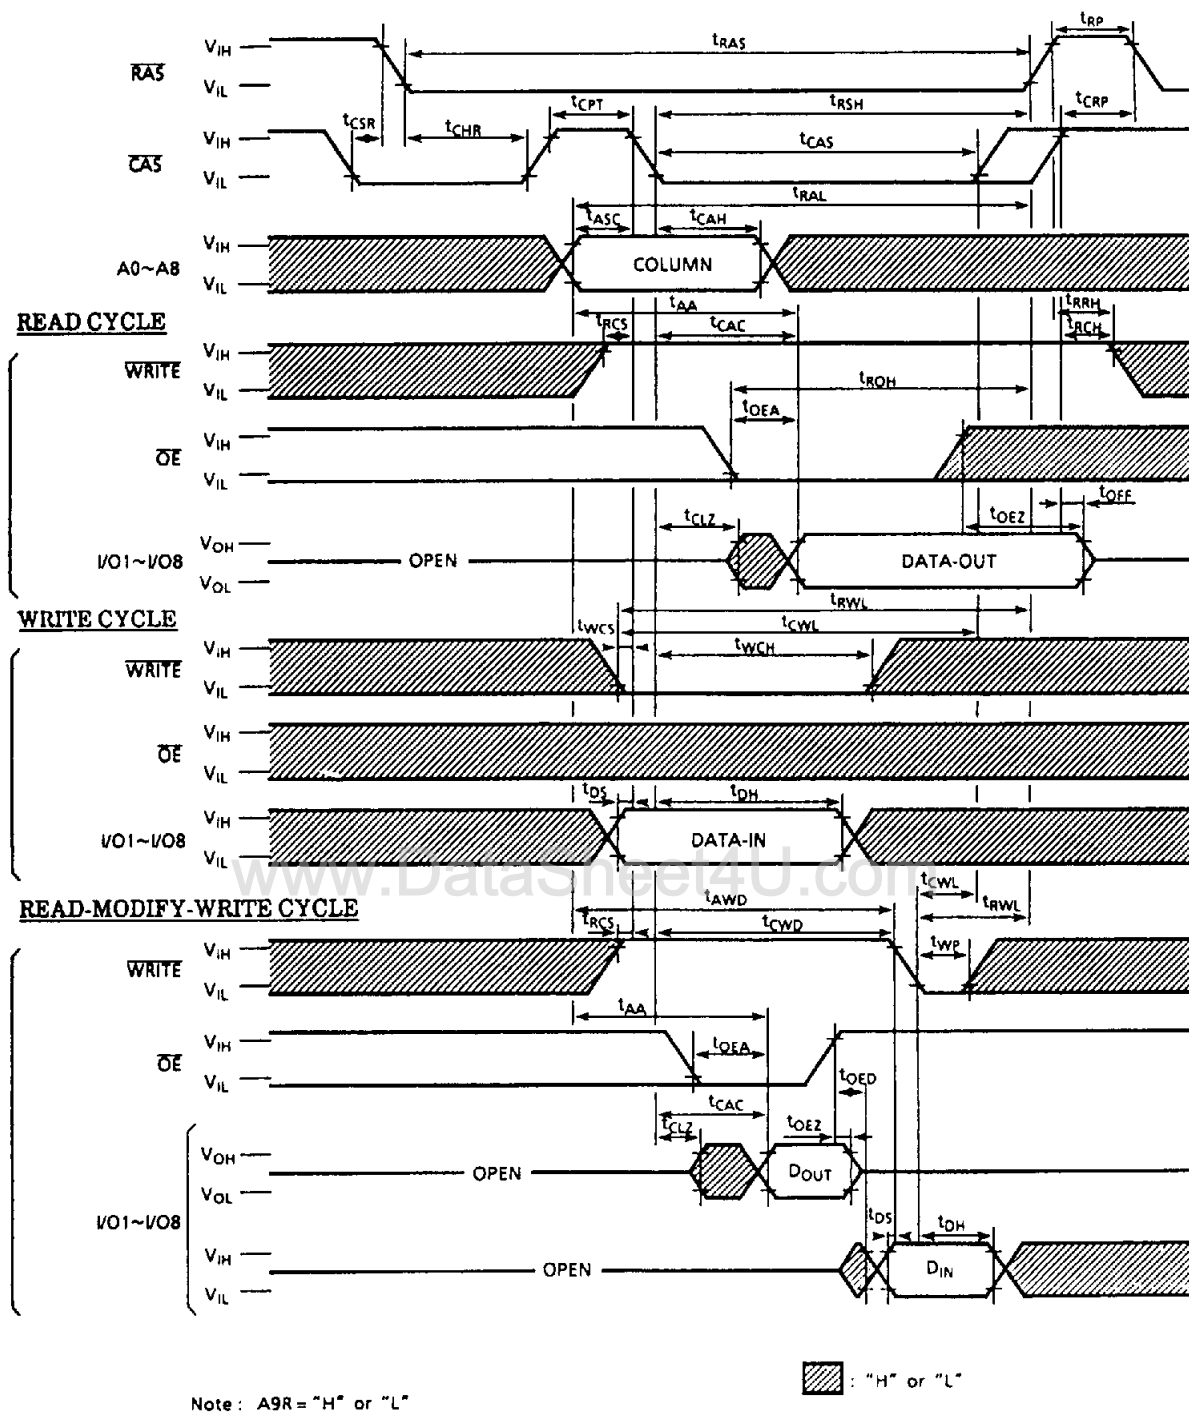 tRP
VIH
tRAS
RAS
VIL
tCPT
tRSH
tCRP
tCSR
tCHR
VIH
tCAS
CAS
VIL
tRAL
tASC
tCAH
VIH
A0~A8
COLUMN
VIL
tAA
tRRH
READ CYCLE
tRCS
tCAC
tRCH
VIH
WRITE
VIL
tROH
tOEA
VIH
OE
VIL
tOFF
tCLZ
tOEZ
VOH
I/O1~I/O8
OPEN
DATA-OUT
VOL
tRWL
WRITE CYCLE
tWCS
tCWL
VIH
tWCH
WRITE
VIL
VIH
OE
VIL
tDS
tDH
VIH
I/O1~I/O8
DATA-IN
VIL
www.DataSheet4U.com
tCWL
tAWD
tRWL
READ-MODIFY-WRITE CYCLE
tRCS
tCWD
VIH
tWP
WRITE
VIL
tAA
VIH
tOEA
OE
VIL
tOED
tCAC
tCLZ
tOEZ
VOH
OPEN
DOUT
VOL
I/O1~I/O8
tDS
tDH
VIH
OPEN
DIN
VIL
: "H" or "L"
Note : A9R = "H" or "L"